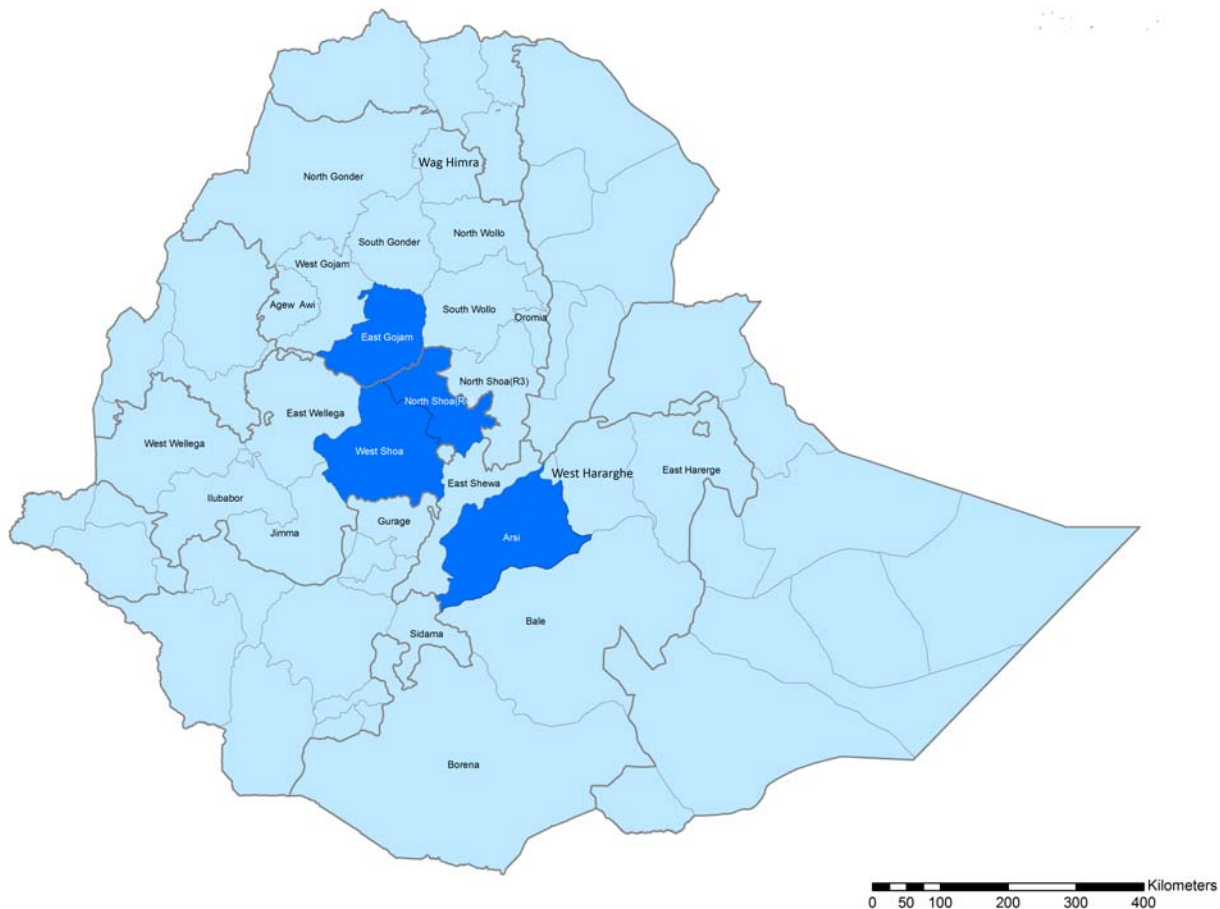 Wag Himra
North Gonder
North Wollo
South Gonder
West Gojam
Agew Awi
South Wollo
Oromia
East Gojam
North Shoa(R3)
North Shoa(R
East Wellega
West Wellega
West Shoa
West Hararghe
East Harerge
East Shewa
Ilubabor
Gurage
Jimma
Arsi
Bale
Sidama
Borena
Kilometers
0 50 100 200 300 400